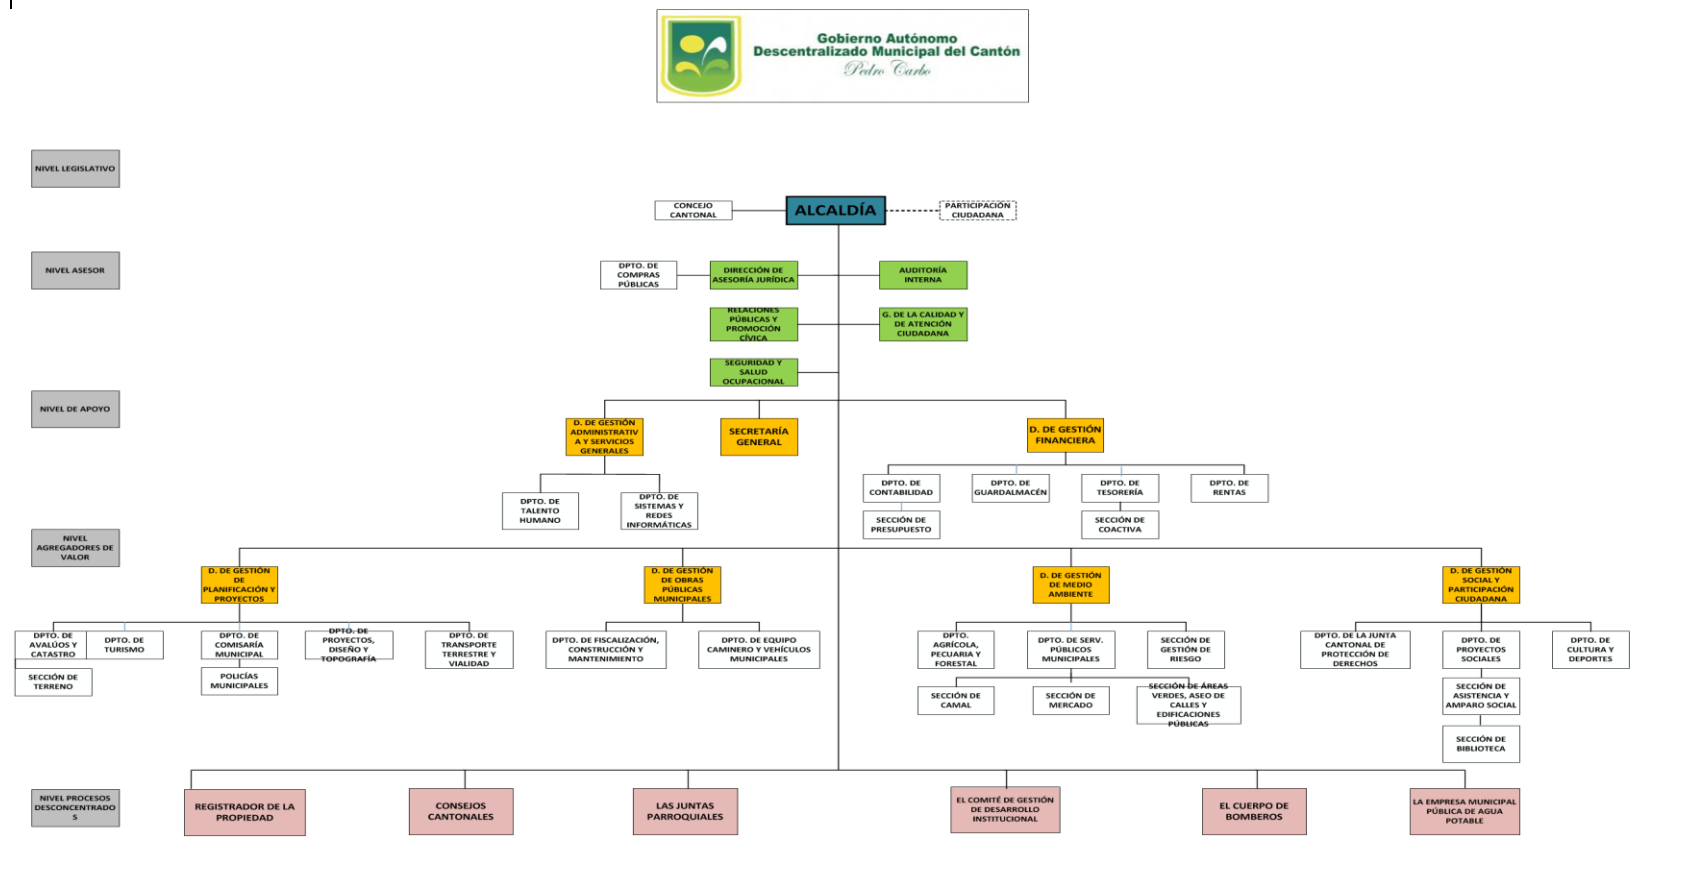 Gobierno Autónomo
Descentralizado Municipal del Cantón
Pedro Carbo
NIVEL LEGISLATIVO
CONCEJO
CANTONAL
ALCALDÍA
PARTICIPACIÓN
CIUDADANA
NIVEL ASESOR
DPTO. DE
COMPRAS
PÚBLICAS
DIRECCIÓN DE
ASESORÍA JURÍDICA
AUDITORÍA
INTERNA
RELACIONES
PÚBLICAS Y
PROMOCIÓN
CÍVICA
G. DE LA CALIDAD Y
DE ATENCIÓN
CIUDADANA
SEGURIDAD Y
SALUD
OCUPACIONAL
NIVEL DE APOYO
D. DE GESTIÓN
ADMINISTRATIV
A Y SERVICIOS
GENERALES
SECRETARÍA
GENERAL
D. DE GESTIÓN
FINANCIERA
DPTO. DE
TALENTO
HUMANO
DPTO. DE
SISTEMAS Y
REDES
INFORMÁTICAS
DPTO. DE
CONTABILIDAD
DPTO. DE
GUARDALMACÉN
DPTO. DE
TESORERÍA
DPTO. DE
RENTAS
SECCIÓN DE
PRESUPUESTO
SECCIÓN DE
COACTIVA
NIVEL
AGREGADORES DE
VALOR
D. DE GESTIÓN
DE
PLANIFICACIÓN Y
PROYECTOS
D. DE GESTIÓN
DE OBRAS
PÚBLICAS
MUNICIPALES
D. DE GESTIÓN
DE MEDIO
AMBIENTE
D. DE GESTIÓN
SOCIAL Y
PARTICIPACIÓN
CIUDADANA
DPTO. DE
AVALÚOS Y
CATASTRO
DPTO. DE
TURISMO
DPTO. DE
COMISARÍA
MUNICIPAL
DPTO. DE
PROYECTOS,
DISEÑO Y
TOPOGRAFÍA
DPTO. DE
TRANSPORTE
TERRESTRE Y
VIALIDAD
DPTO. DE FISCALIZACIÓN,
CONSTRUCCIÓN Y
MANTENIMIENTO
DPTO. DE EQUIPO
CAMINERO Y VEHÍCULOS
MUNICIPALES
DPTO.
AGRÍCOLA,
PECUARIA Y
FORESTAL
DPTO. DE SERV.
PÚBLICOS
MUNICIPALES
SECCIÓN DE
GESTIÓN DE
RIESGO
DPTO. DE LA JUNTA
CANTONAL DE
PROTECCIÓN DE
DERECHOS
DPTO. DE
PROYECTOS
SOCIALES
DPTO. DE
CULTURA Y
DEPORTES
SECCIÓN DE
TERRENO
POLICÍAS
MUNICIPALES
SECCIÓN DE
CAMAL
SECCIÓN DE
MERCADO
SECCIÓN DE ÁREAS
VERDES, ASEO DE
CALLES Y
EDIFICACIONES
PÚBLICAS
SECCIÓN DE
ASISTENCIA Y
AMPARO SOCIAL
SECCIÓN DE
BIBLIOTECA
NIVEL PROCESOS
DESCONCENTRADO
S
REGISTRADOR DE LA
PROPIEDAD
CONSEJOS
CANTONALES
LAS JUNTAS
PARROQUIALES
EL COMITÉ DE GESTIÓN
DE DESARROLLO
INSTITUCIONAL
EL CUERPO DE
BOMBEROS
LA EMPRESA MUNICIPAL
PÚBLICA DE AGUA
POTABLE